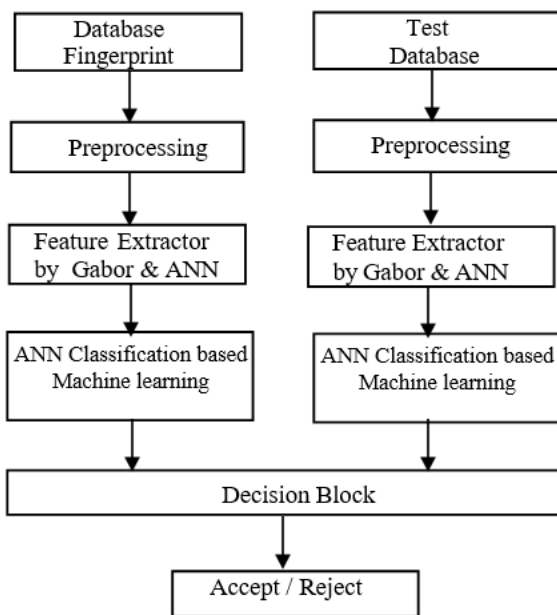 Database
Fingerprint
Test
Database
Preprocessing
Preprocessing
Feature Extractor
by Gabor & ANN
Feature Extractor
by Gabor & ANN
ANN Classification based
Machine learning
ANN Classification based
Machine learning
Decision Block
Accept / Reject